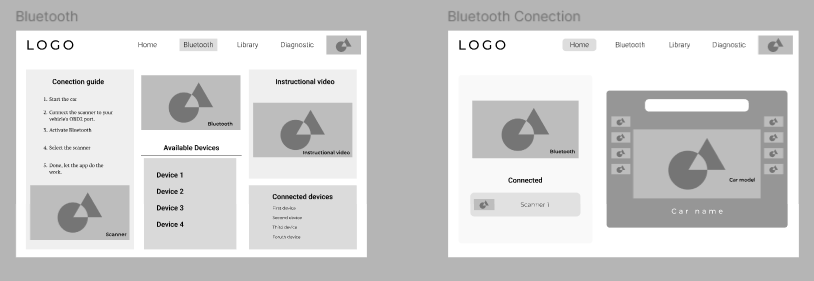 Bluetooth
LOGO
Home
Bluetooth
Library
Diagnostic
Conection guide
1. Start the car
2. Connect the scanner to your
vehicle's OBD2 port.
3. Activate Bluetooth
4. Select the scanner
5. Done, let the app do the
work.
Scanner
Bluetooth
Available Devices
Device 1
Device 2
Device 3
Device 4
Instructional video
Instructional video
Connected devices
First device
Second device
Third device
Foruth device
Bluetooth Conection
LOGO
Home
Bluetooth
Library
Diagnostic
Bluetooth
Connected
Scanner 1
Car model
Car name